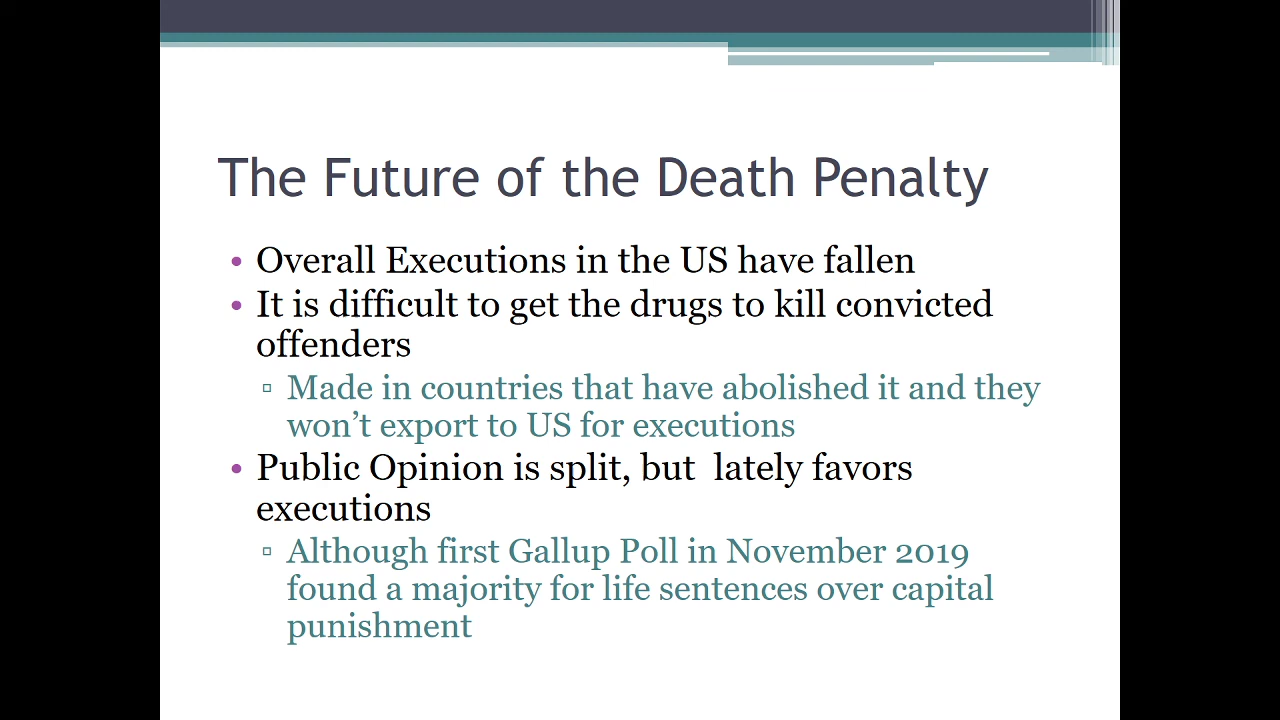 The Future of the Death Penalty
• Overall Executions in the US have fallen
• It is difficult to get the drugs to kill convicted
offenders
▫ Made in countries that have abolished it and they
won’t export to US for executions
• Public Opinion is split, but  lately favors
executions
▫ Although first Gallup Poll in November 2019
found a majority for life sentences over capital
punishment